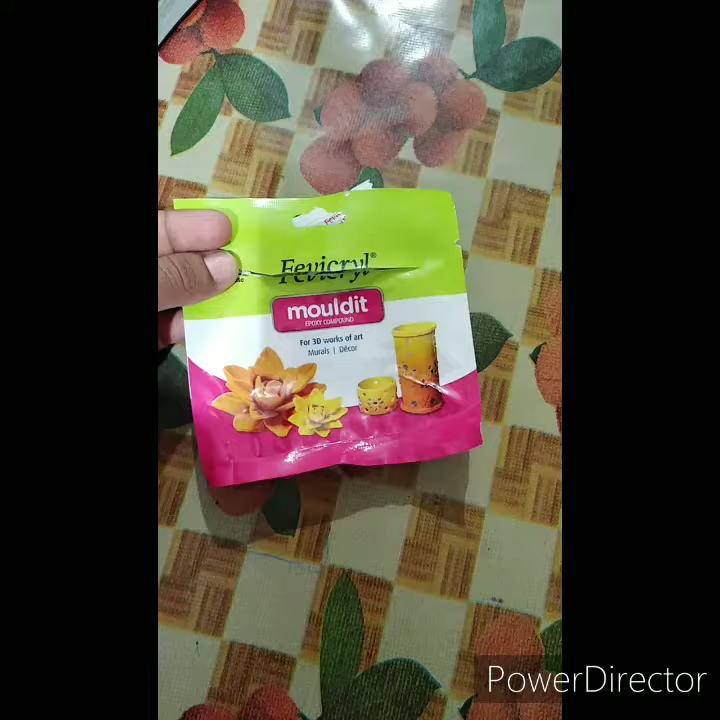 Fevicryl®
mouldit
EPOXY COMPOUND
For 3D works of art
Murals | Décor
PowerDirector